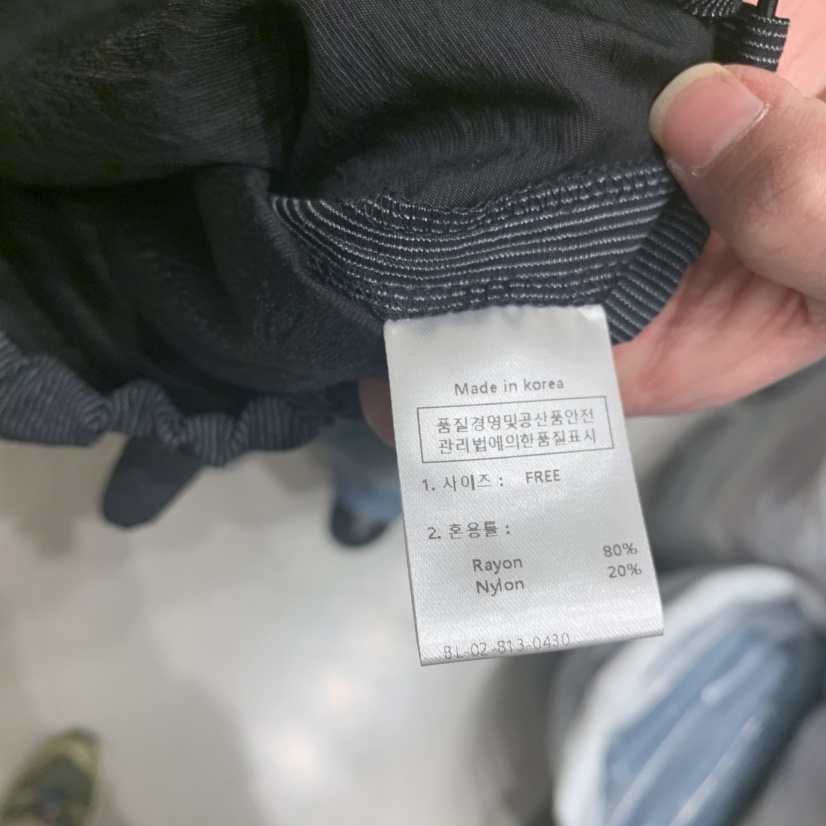 Made in korea
품질경영및공산품안전
관리법에의한품질표시
1. 사이즈 : FREE
2. 혼용률 :
Rayon 80%
Nylon 20%
BL-02-813-0430